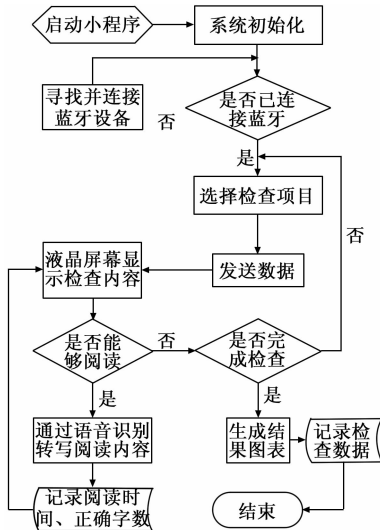 启动小程序
系统初始化
寻找并连接
蓝牙设备
否
是否已连
接蓝牙
是
选择检查项目
否
液晶屏幕显
示检查内容
发送数据
是否能
够阅读
否
是否完
成检查
是
是
通过语音识别
转写阅读内容
生成结
果图表
记录检
查数据
记录阅读时
间、正确字数
结束